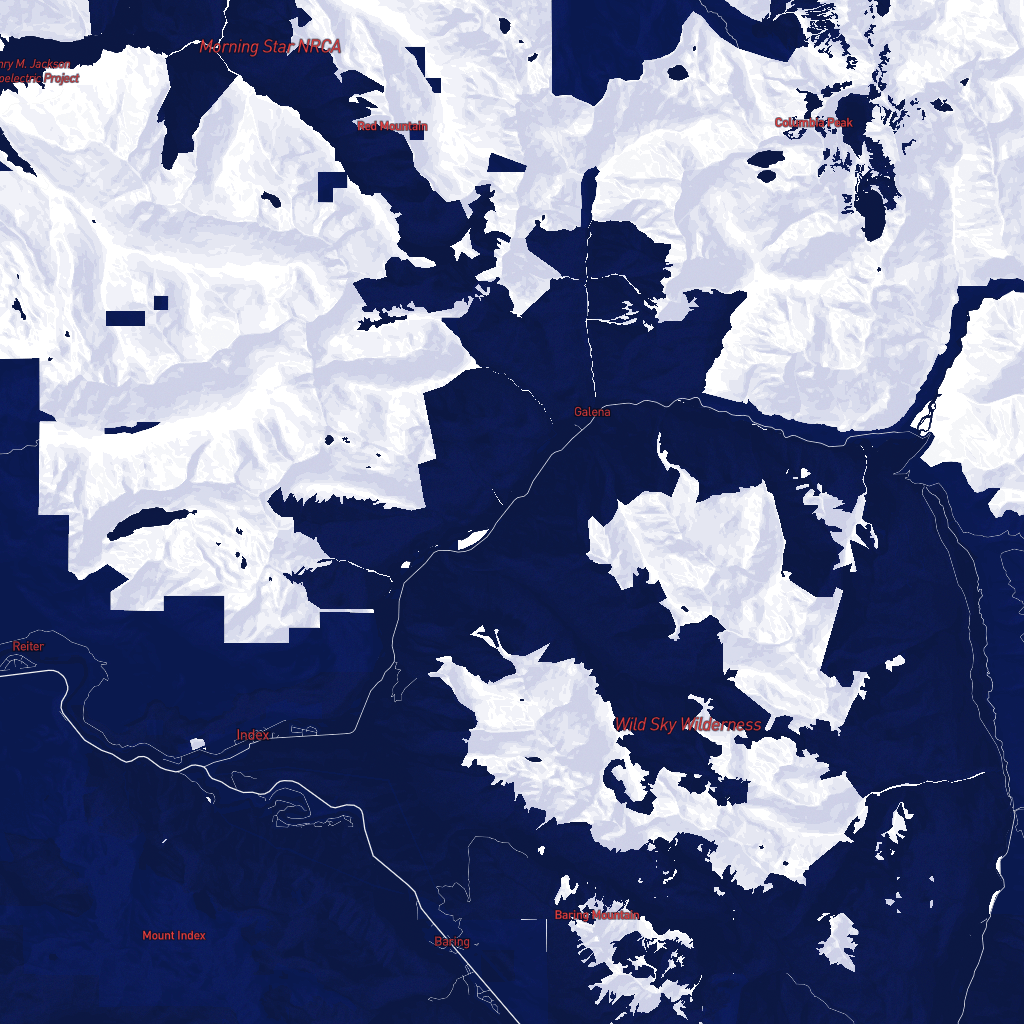 Morning Star NRCA
nry M. Jackson
oelectric Project
Red Mountain
Columbia Peak
Galena
Reiter
Index
Wild Sky Wilderness
Baring Mountain
Mount Index
Baring